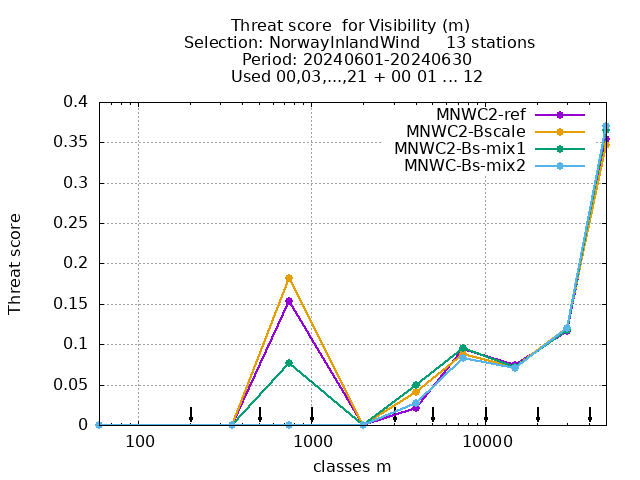 Threat score  for Visibility (m)
Selection: NorwayInlandWind     13 stations
Period: 20240601-20240630
Used 00,03,...,21 + 00 01 ... 12
MNWC2-ref
MNWC2-Bscale
MNWC2-Bs-mix1
MNWC-Bs-mix2
Threat score
0.4
0.35
0.3
0.25
0.2
0.15
0.1
0.05
0
100 1000 10000
classes m